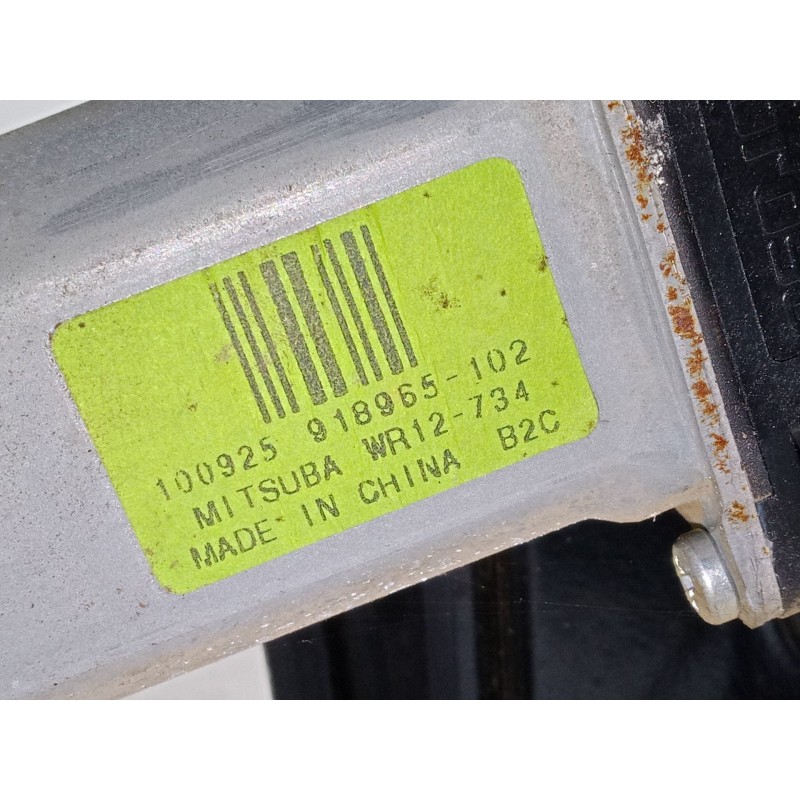 100925 918965-102
MITSUBA WR12-734
MADE IN CHINA B2C